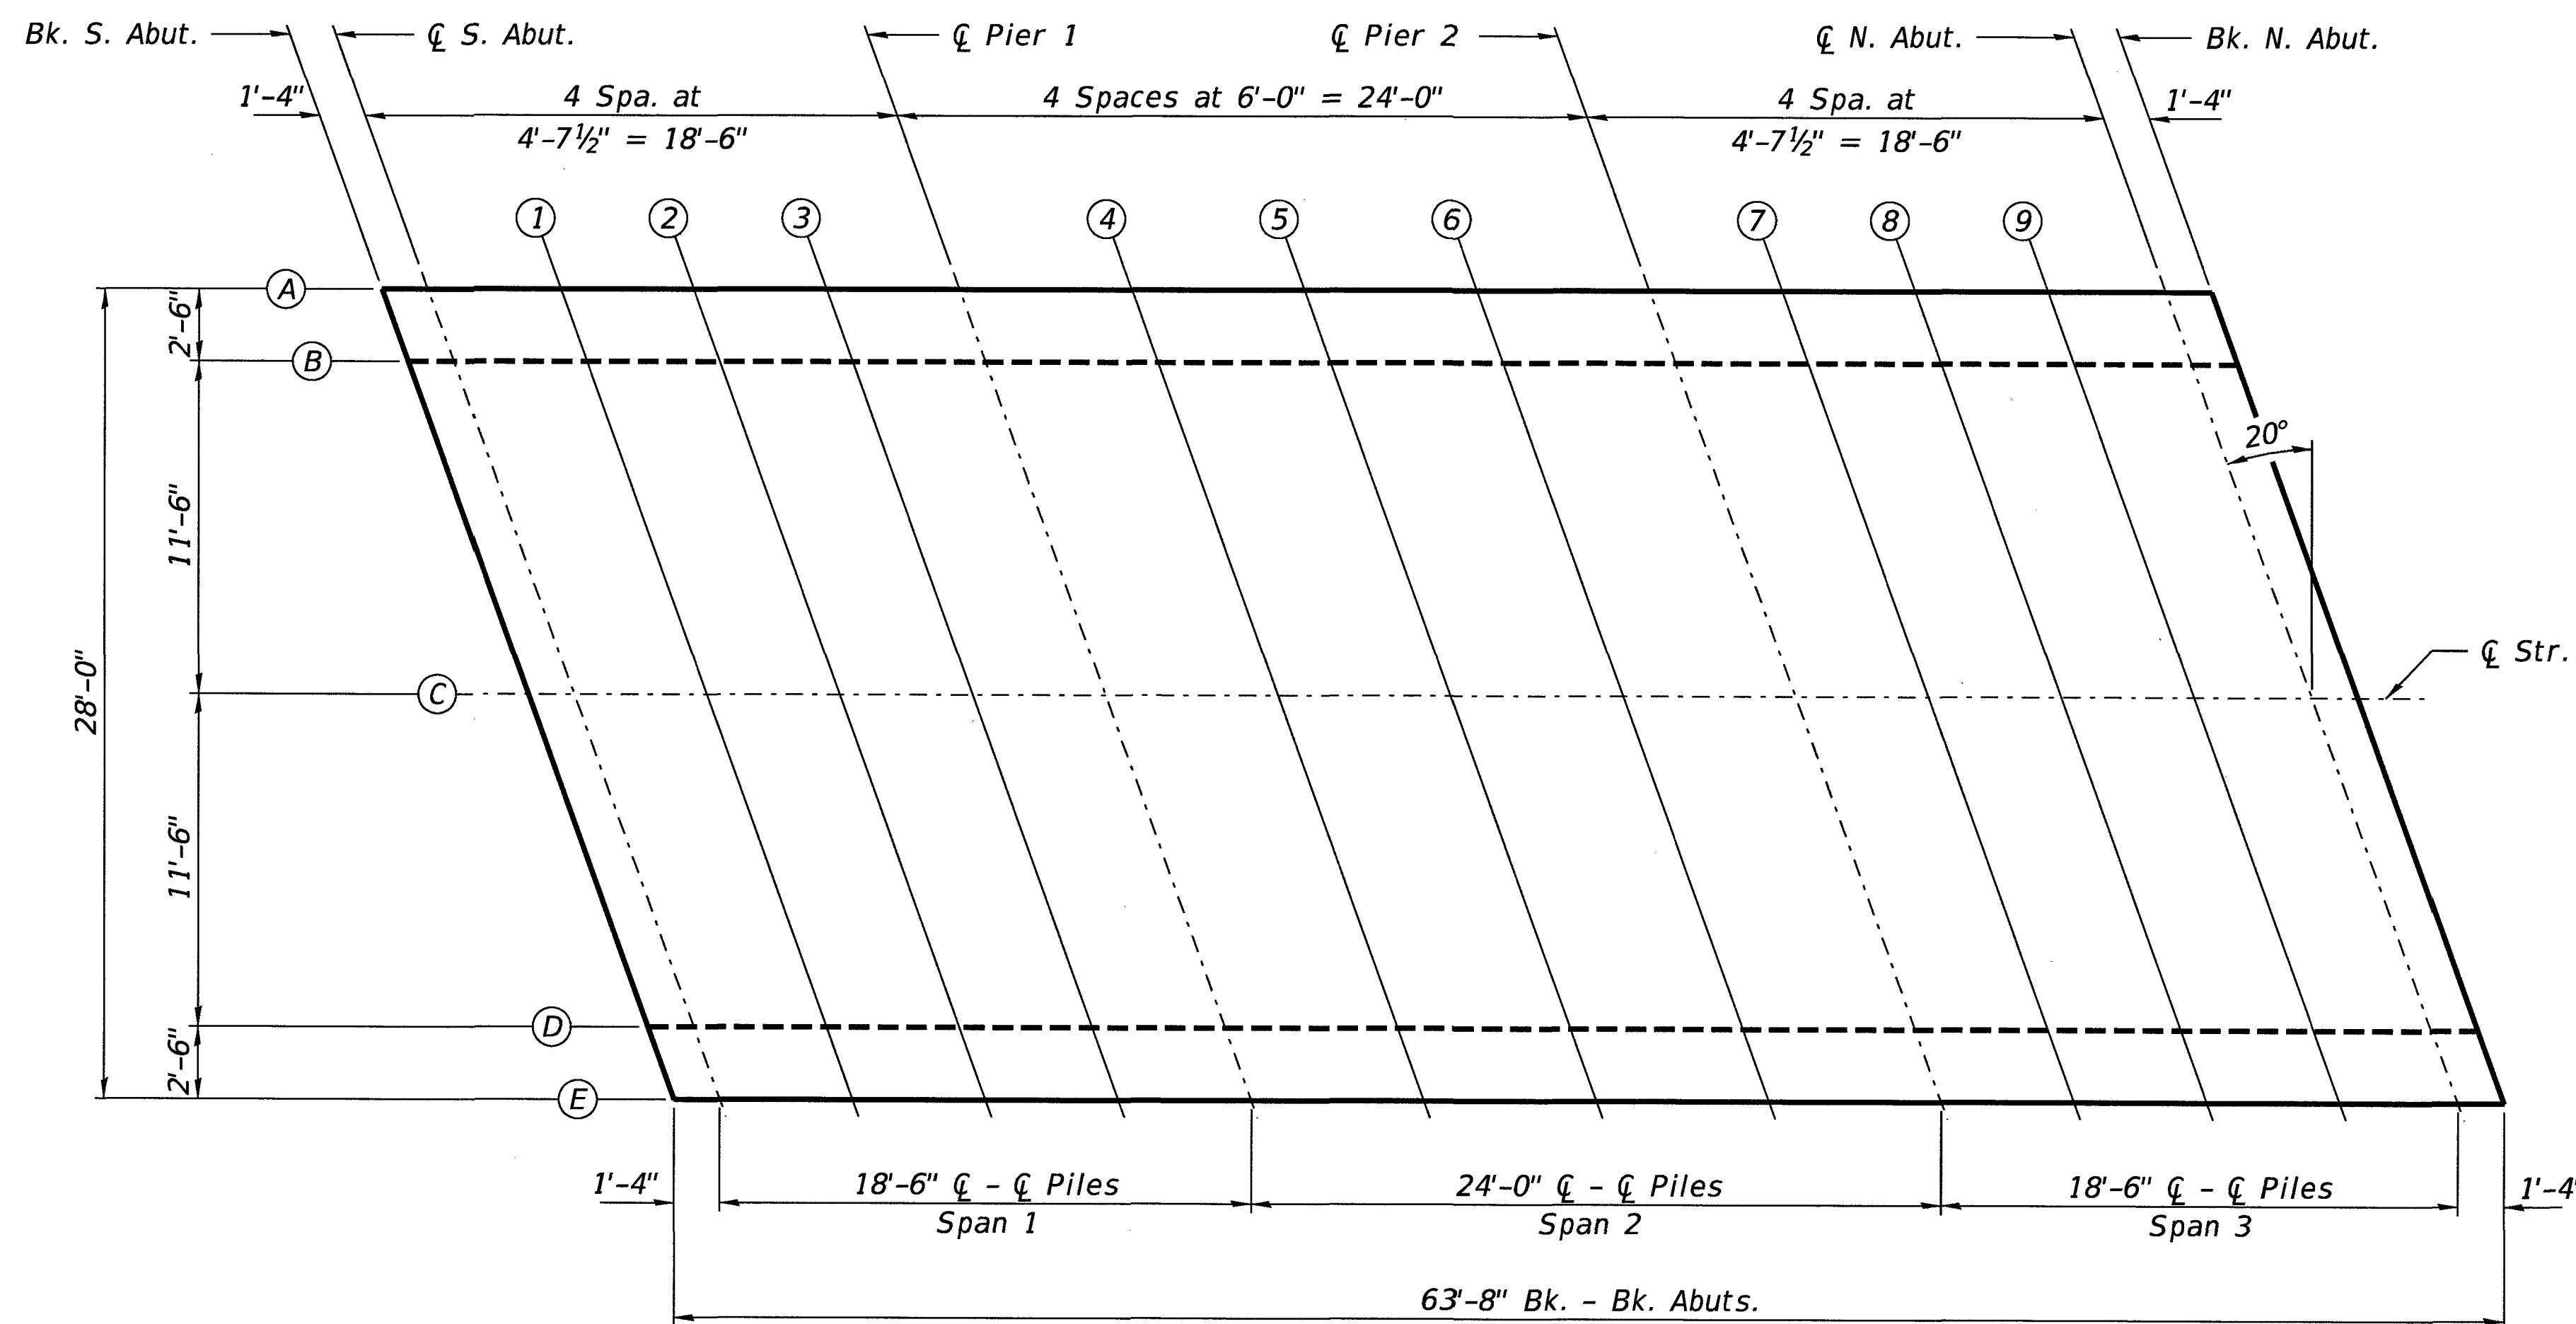 Bk. S. Abut.
℄ S. Abut.
℄ Pier 1
℄ Pier 2
℄ N. Abut.
Bk. N. Abut.
1'-4"
4 Spa. at
4'-7½" = 18'-6"
4 Spaces at 6'-0" = 24'-0"
4 Spa. at
4'-7½" = 18'-6"
1'-4"
1
2
3
4
5
6
7
8
9
A
B
C
D
E
2'-6"
11'-6"
11'-6"
2'-6"
28'-0"
20°
℄ Str.
1'-4"
18'-6" ℄ - ℄ Piles
Span 1
24'-0" ℄ - ℄ Piles
Span 2
18'-6" ℄ - ℄ Piles
Span 3
1'-4"
63'-8" Bk. - Bk. Abuts.